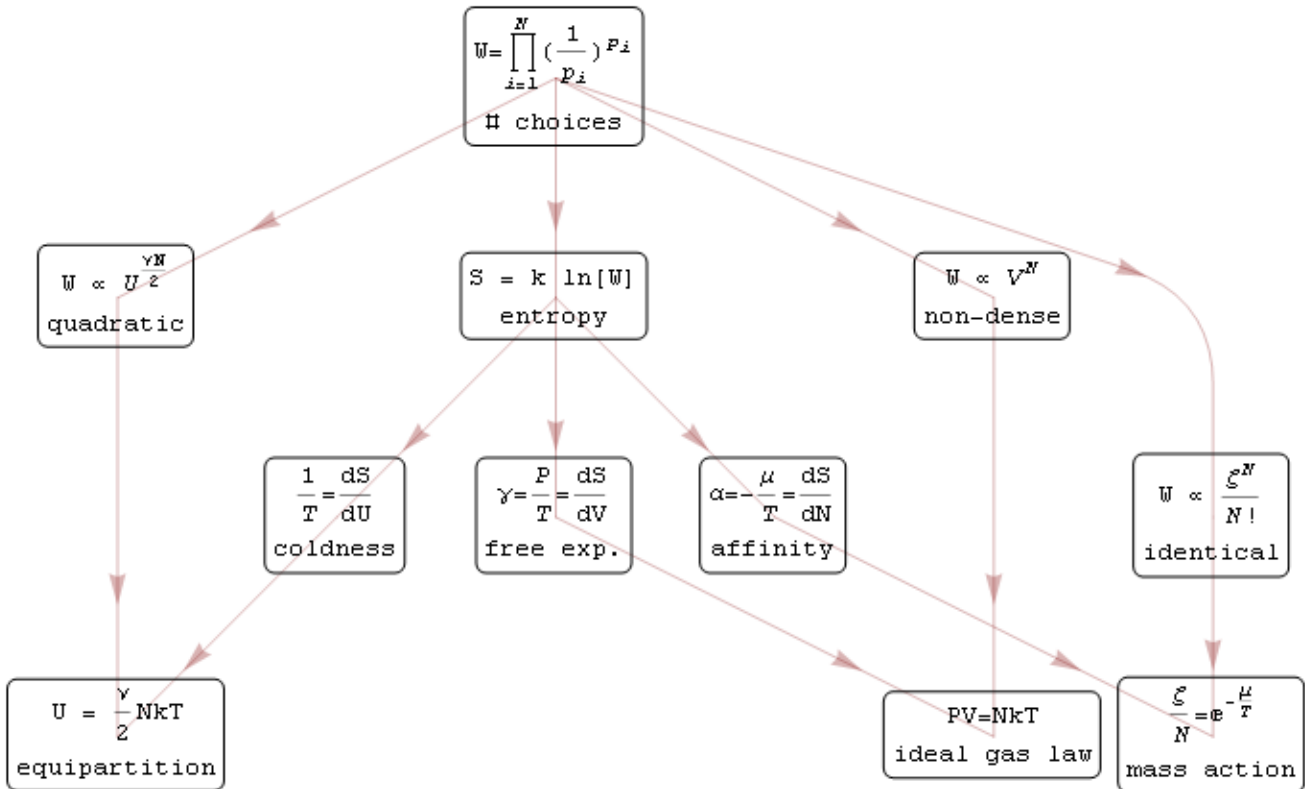 W=∏_{i=1}^{N} (1/p_i)^{p_i}
# choices
W ∝ U^{νN/2}
quadratic
S = k ln[W]
entropy
W ∝ V^N
non-dense
1/T=dS/dU
coldness
γ=P/T=dS/dV
free exp.
α=-μ/T=dS/dN
affinity
W ∝ ζ^N/N!
identical
U = ν/2 NkT
equipartition
PV=NkT
ideal gas law
ζ/N=e^{-μ/T}
mass action